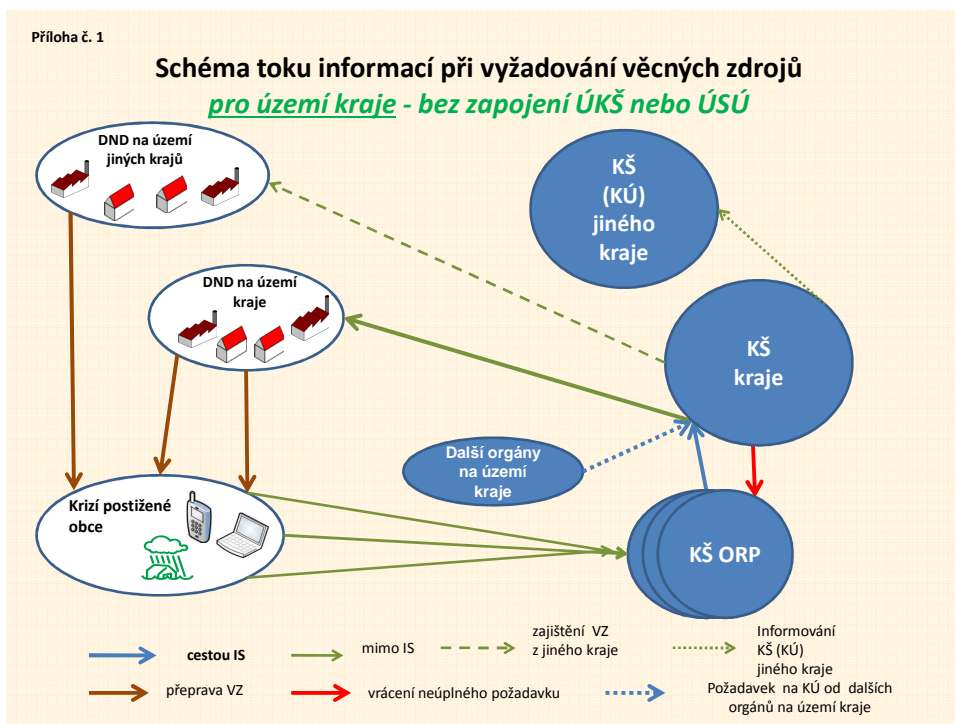 Příloha č. 1
Schéma toku informací při vyžadování věcných zdrojů
pro území kraje - bez zapojení ÚKŠ nebo ÚSÚ
DND na území
jiných krajů
KŠ
(KÚ)
jiného
kraje
DND na území
kraje
KŠ
kraje
Další orgány
na území
kraje
Krizí postižené
obce
KŠ ORP
cestou IS
mimo IS
zajištění VZ
z jiného kraje
Informování
KŠ (KÚ)
jiného kraje
přeprava VZ
vrácení neúplného požadavku
Požadavek na KÚ od dalších
orgánů na území kraje